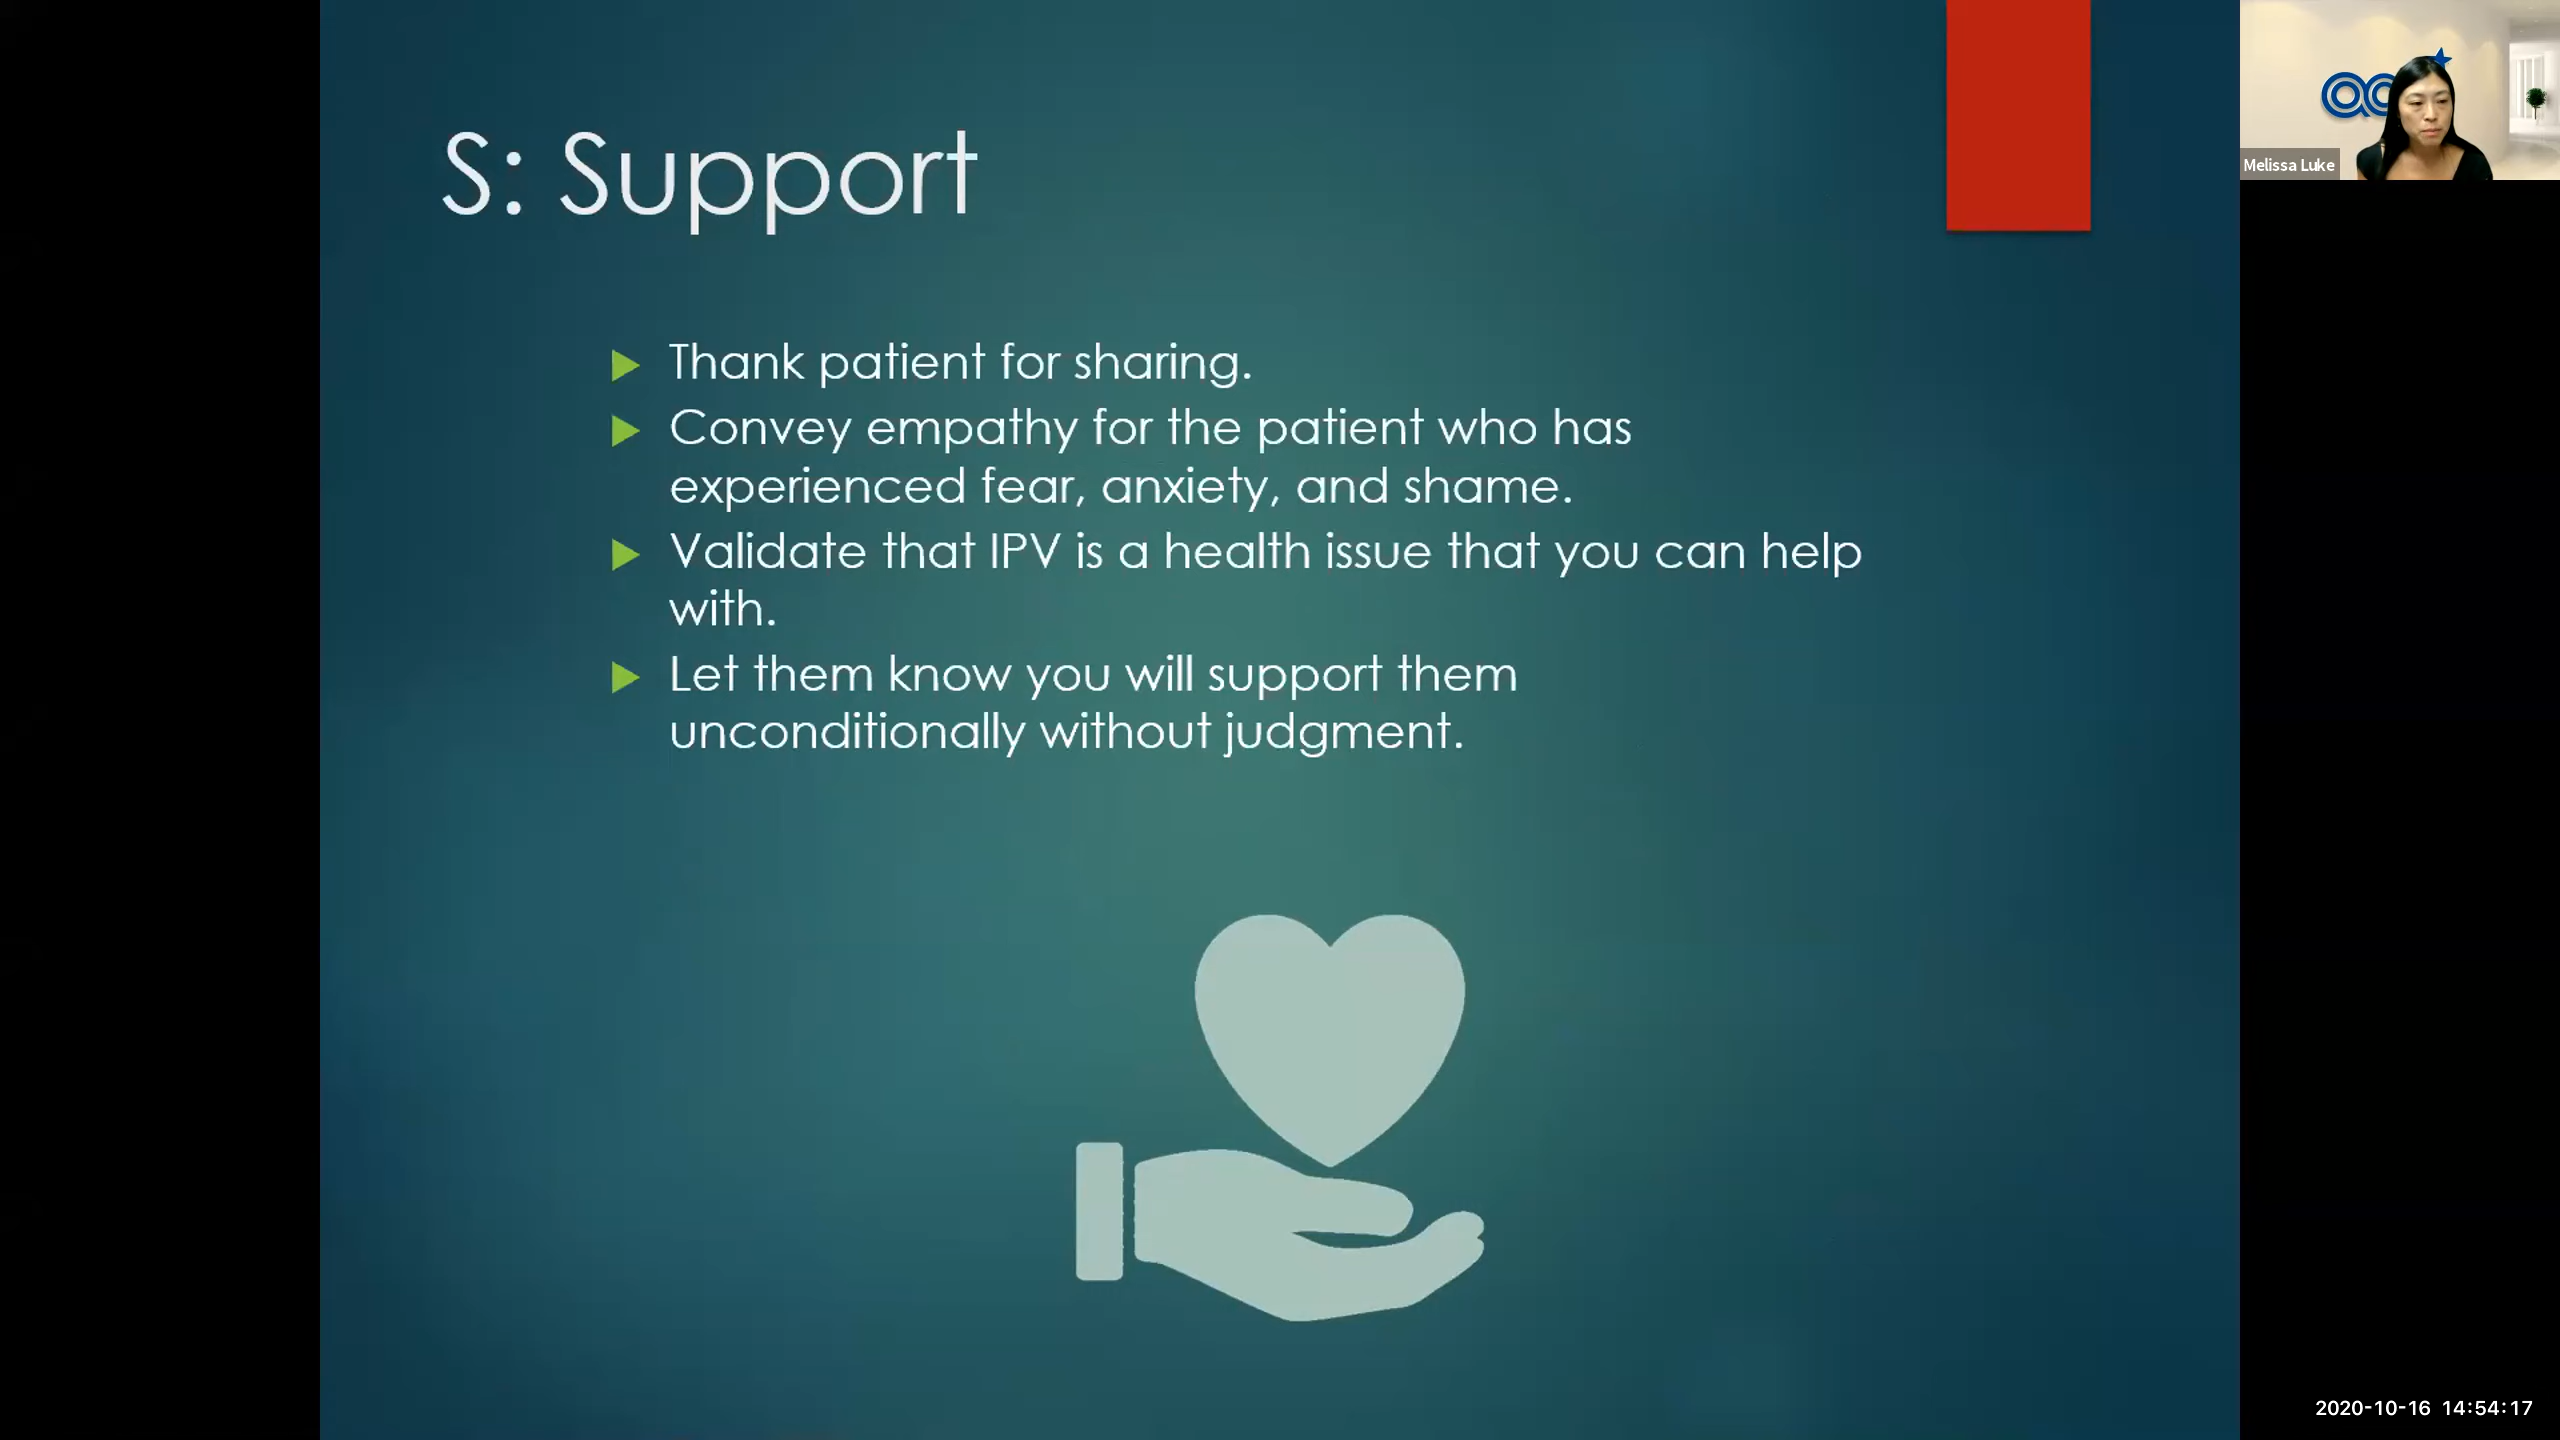 S: Support
Thank patient for sharing.
Convey empathy for the patient who has
experienced fear, anxiety, and shame.
Validate that IPV is a health issue that you can help
with.
Let them know you will support them
unconditionally without judgment.
Melissa Luke
2020-10-16 14:54:17